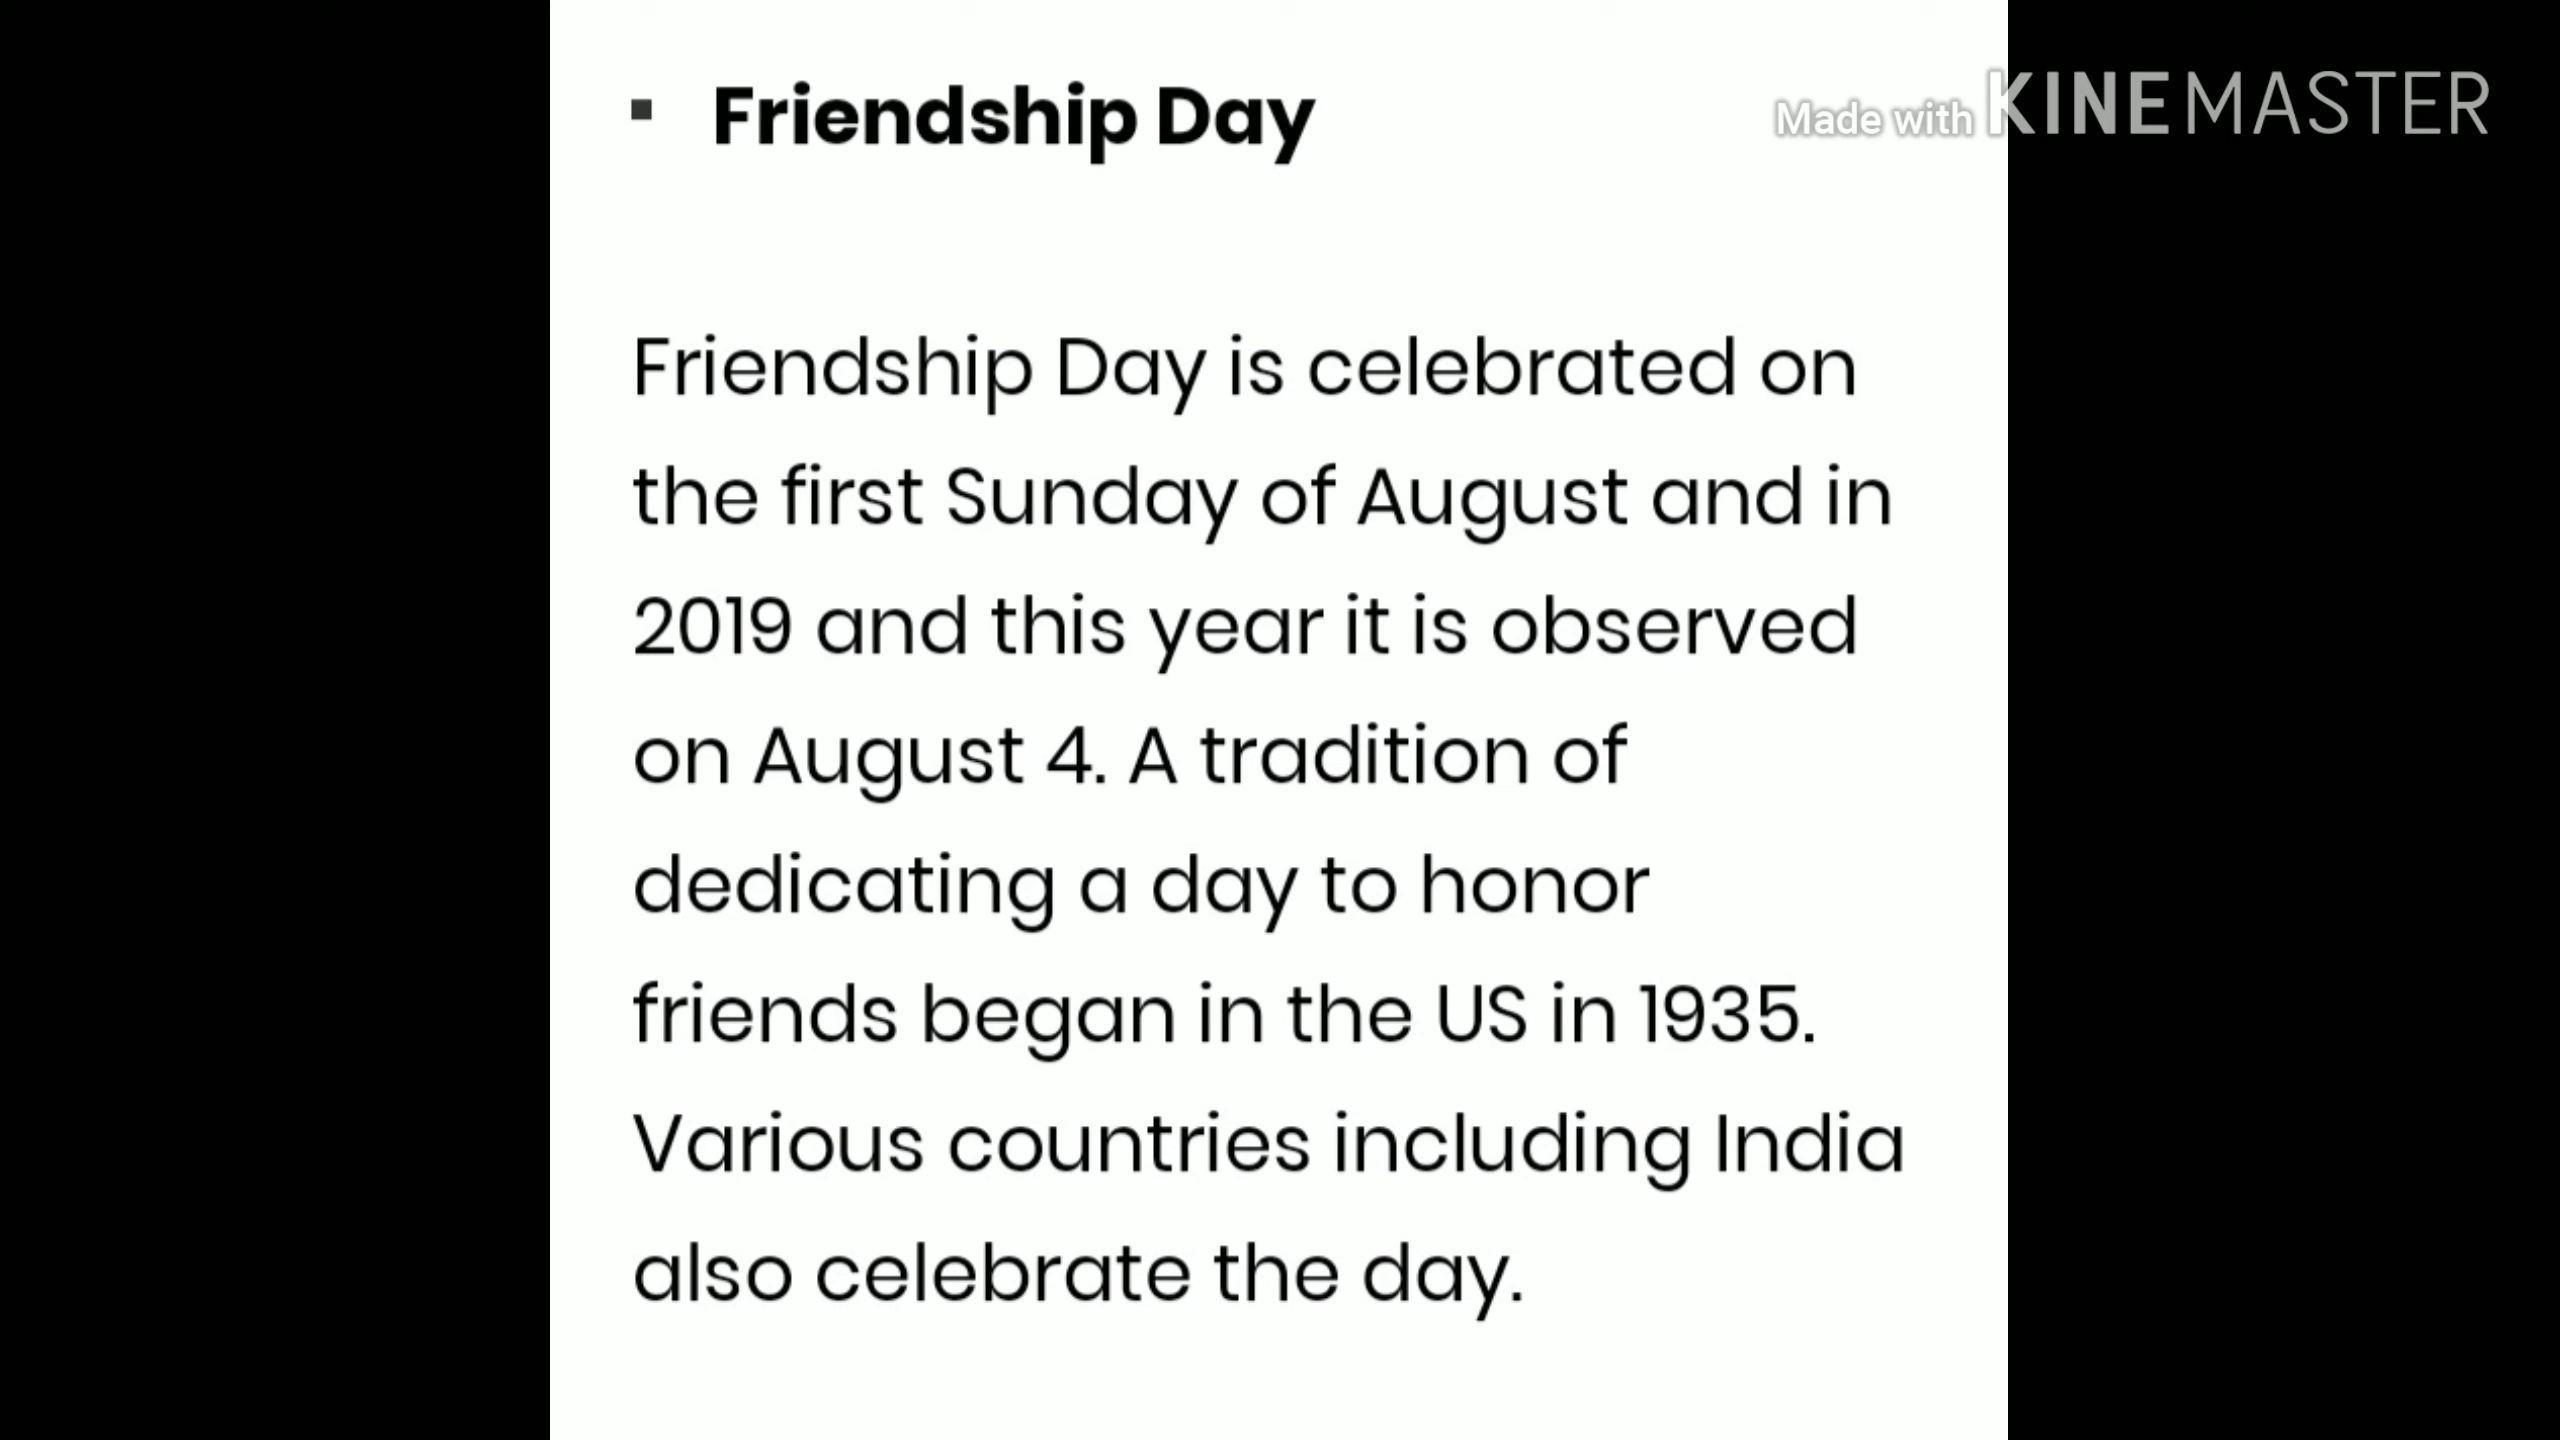 ▪ Friendship Day
Made with KINEMASTER
Friendship Day is celebrated on
the first Sunday of August and in
2019 and this year it is observed
on August 4. A tradition of
dedicating a day to honor
friends began in the US in 1935.
Various countries including India
also celebrate the day.